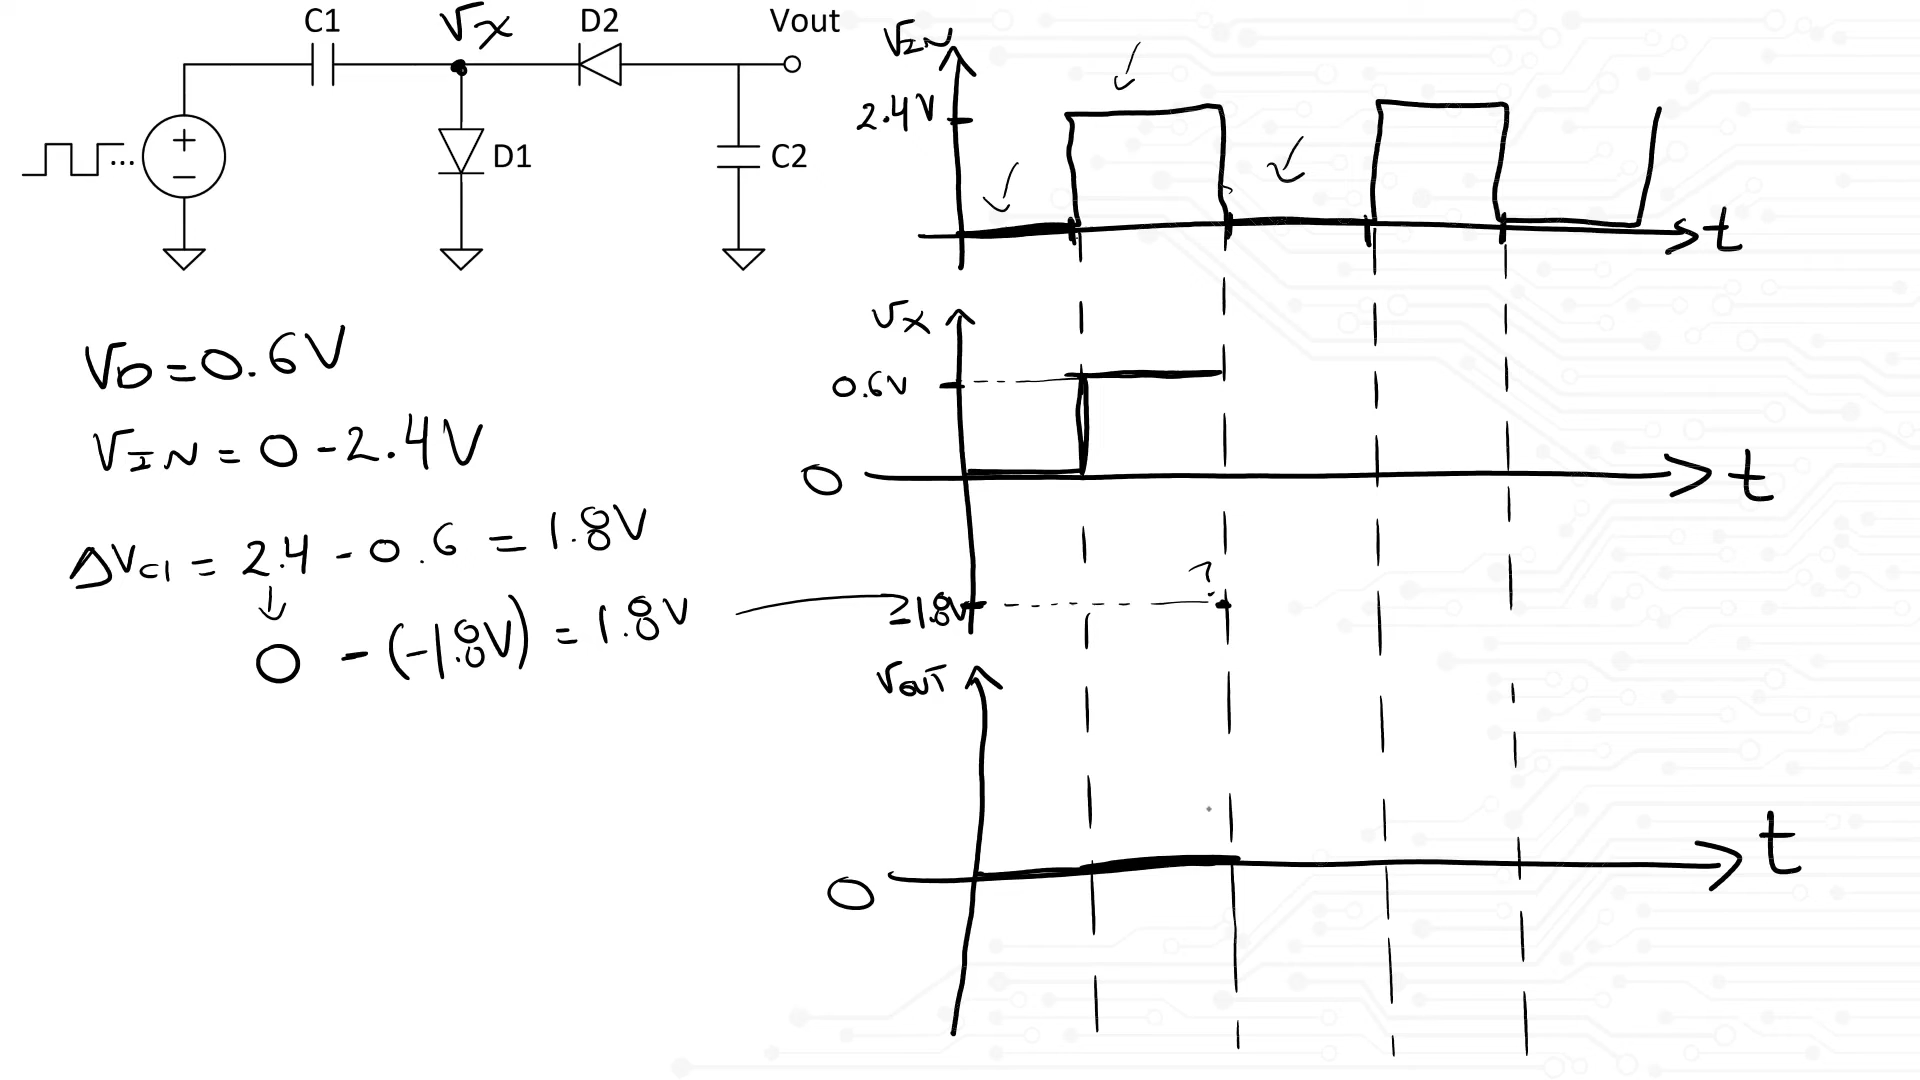 C1
Vx
D2
Vout
...
D1
C2
VD = 0.6V
VIN = 0 - 2.4V
ΔVC1 = 2.4 - 0.6 = 1.8V
0 - (-1.8V) = 1.8V
VIN
2.4V
t
Vx
0.6V
0
t
?
-1.8V
VOUT
0
t